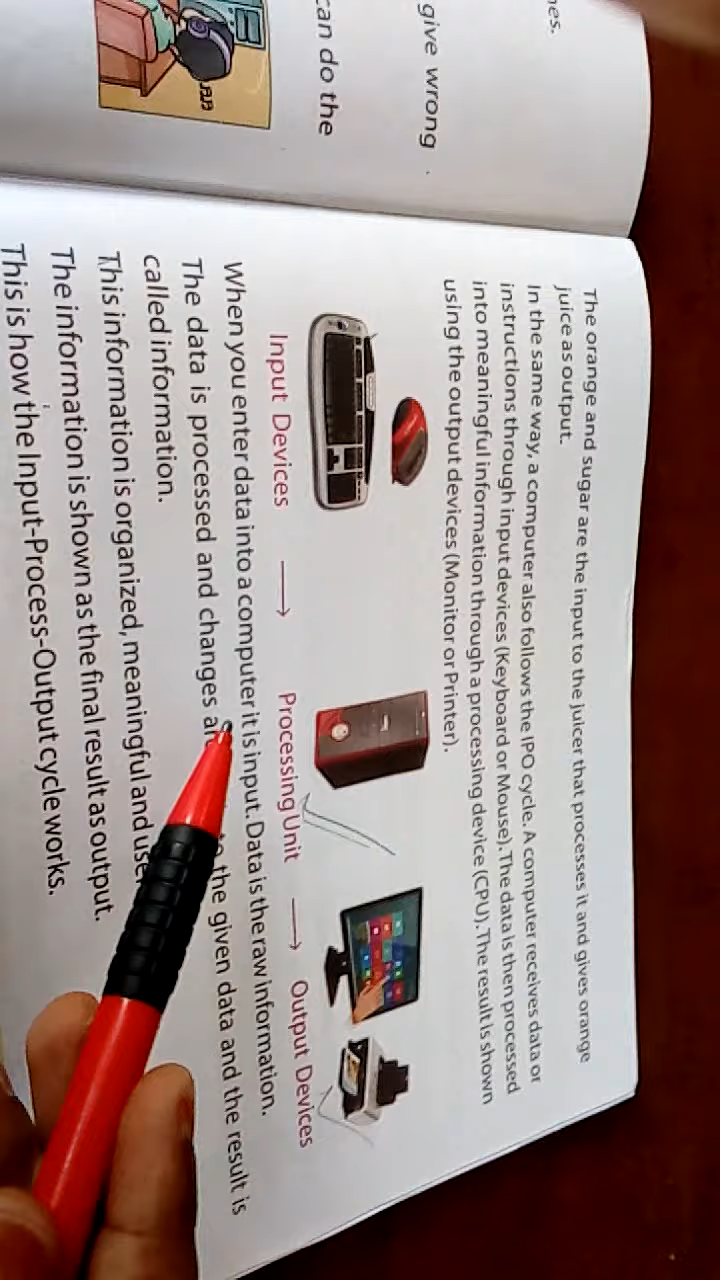 nes.
give wrong
can do the
The orange and sugar are the input to the juicer that processes it and gives orange
juice as output.
In the same way, a computer also follows the IPO cycle. A computer receives data or
instructions through input devices (Keyboard or Mouse). The data is then processed
into meaningful information through a processing device (CPU). The result is shown
using the output devices (Monitor or Printer).
Input Devices → Processing Unit → Output Devices
When you enter data into a computer it is input. Data is the raw information.
The data is processed and changes the given data and the result is
called information.
This information is organized, meaningful and
The information is shown as the final result as output.
This is how the Input-Process-Output cycle works.